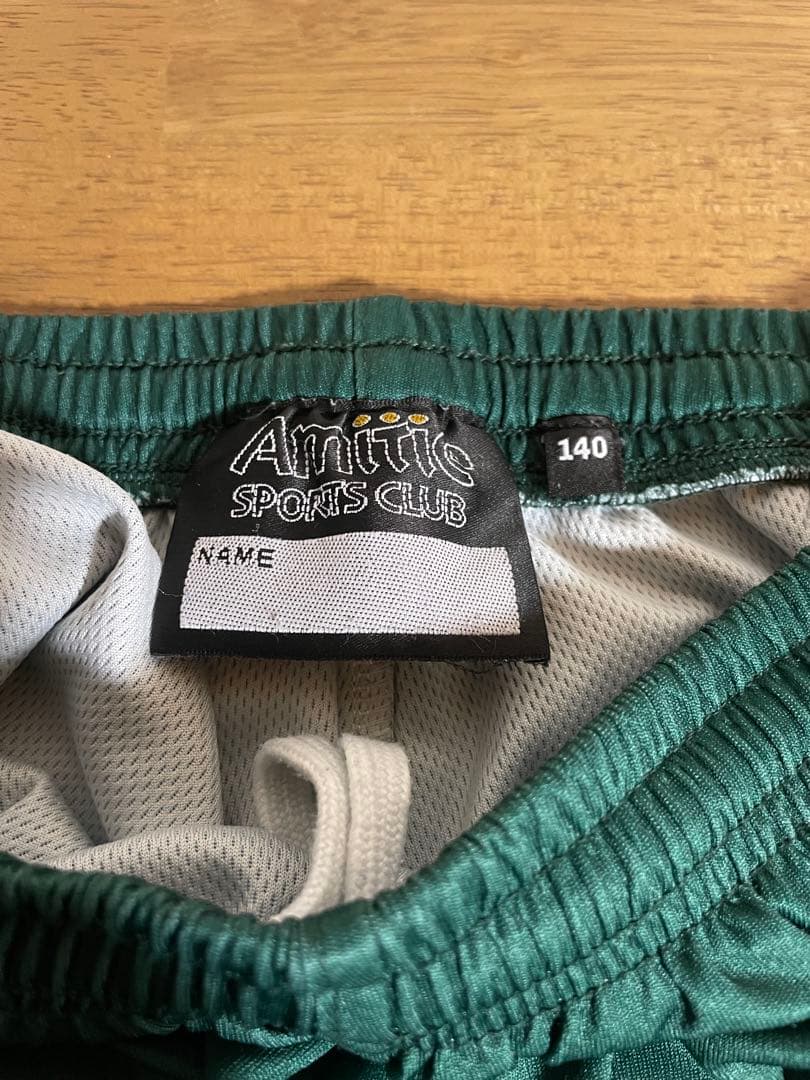 Amitie
SPORTS CLUB
NAME
140